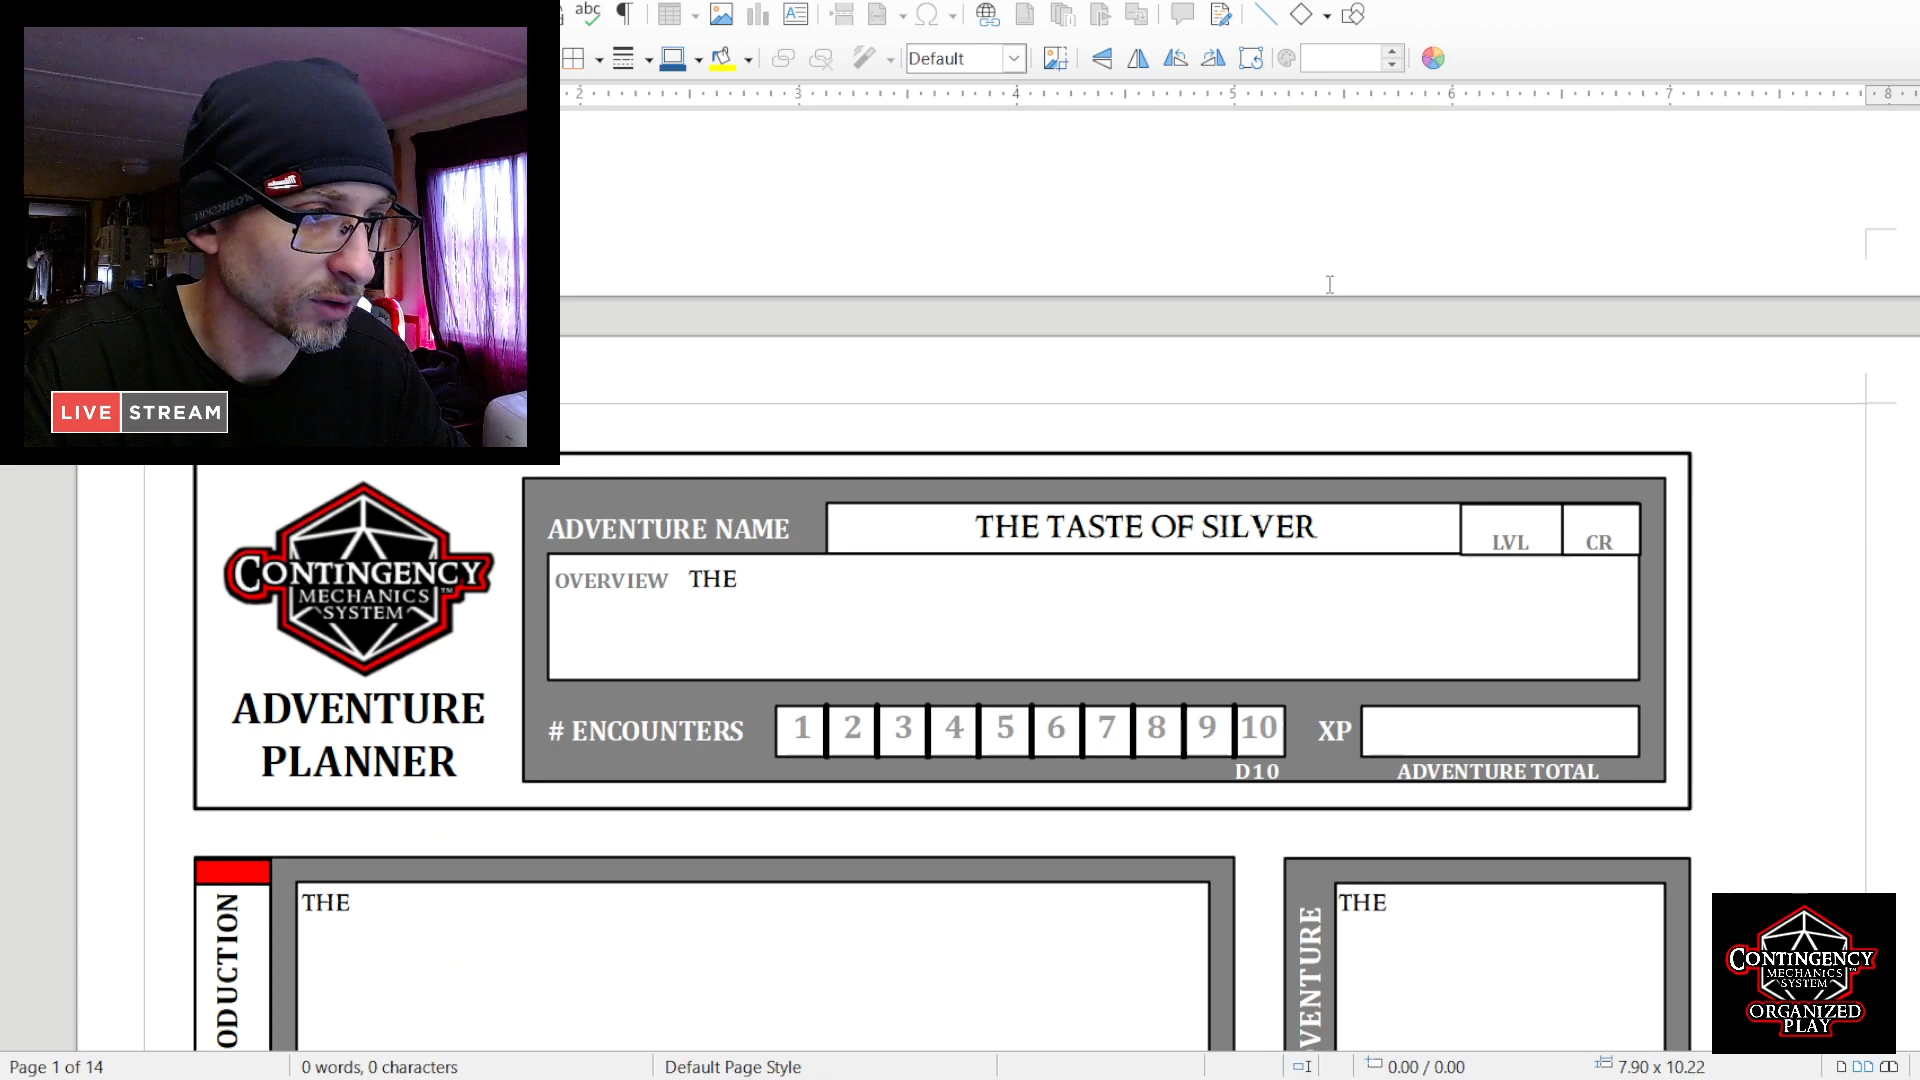 abc
Default
2 3 4 5 6 7 8
LIVE STREAM
CONTINGENCY
MECHANICS
SYSTEM
ADVENTURE
PLANNER
ADVENTURE NAME THE TASTE OF SILVER LVL CR
OVERVIEW THE
# ENCOUNTERS 1 2 3 4 5 6 7 8 9 10 XP
D10 ADVENTURE TOTAL
ODUCTION
THE
VENTURE
THE
CONTINGENCY
MECHANICS
SYSTEM
ORGANIZED
PLAY
Page 1 of 14 0 words, 0 characters Default Page Style 0.00 / 0.00 7.90 x 10.22